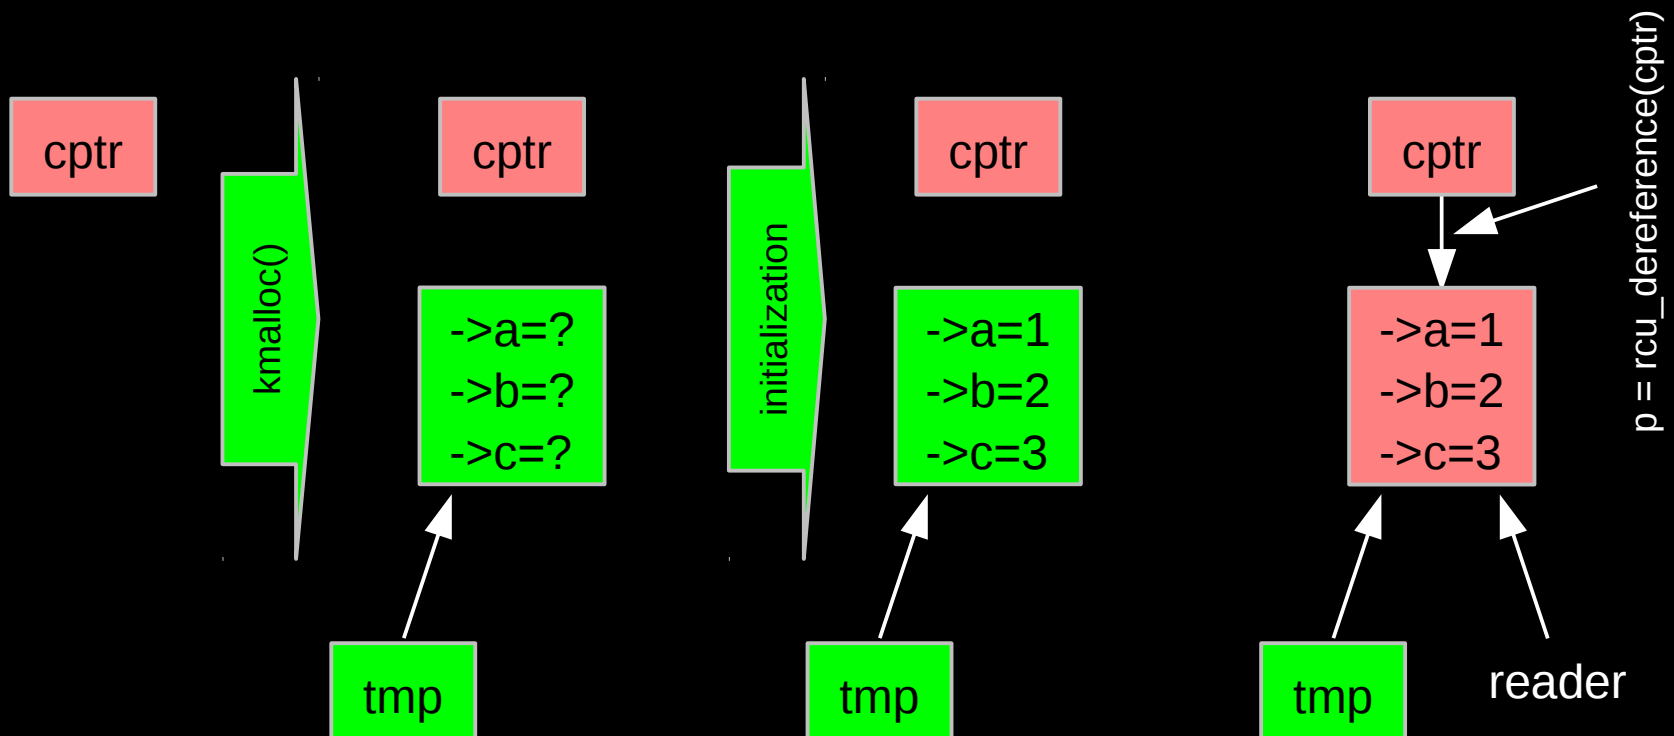 cptr
kmalloc()
cptr
->a=?
->b=?
->c=?
tmp
initialization
cptr
->a=1
->b=2
->c=3
tmp
cptr
->a=1
->b=2
->c=3
tmp
reader
p = rcu_dereference(cptr)